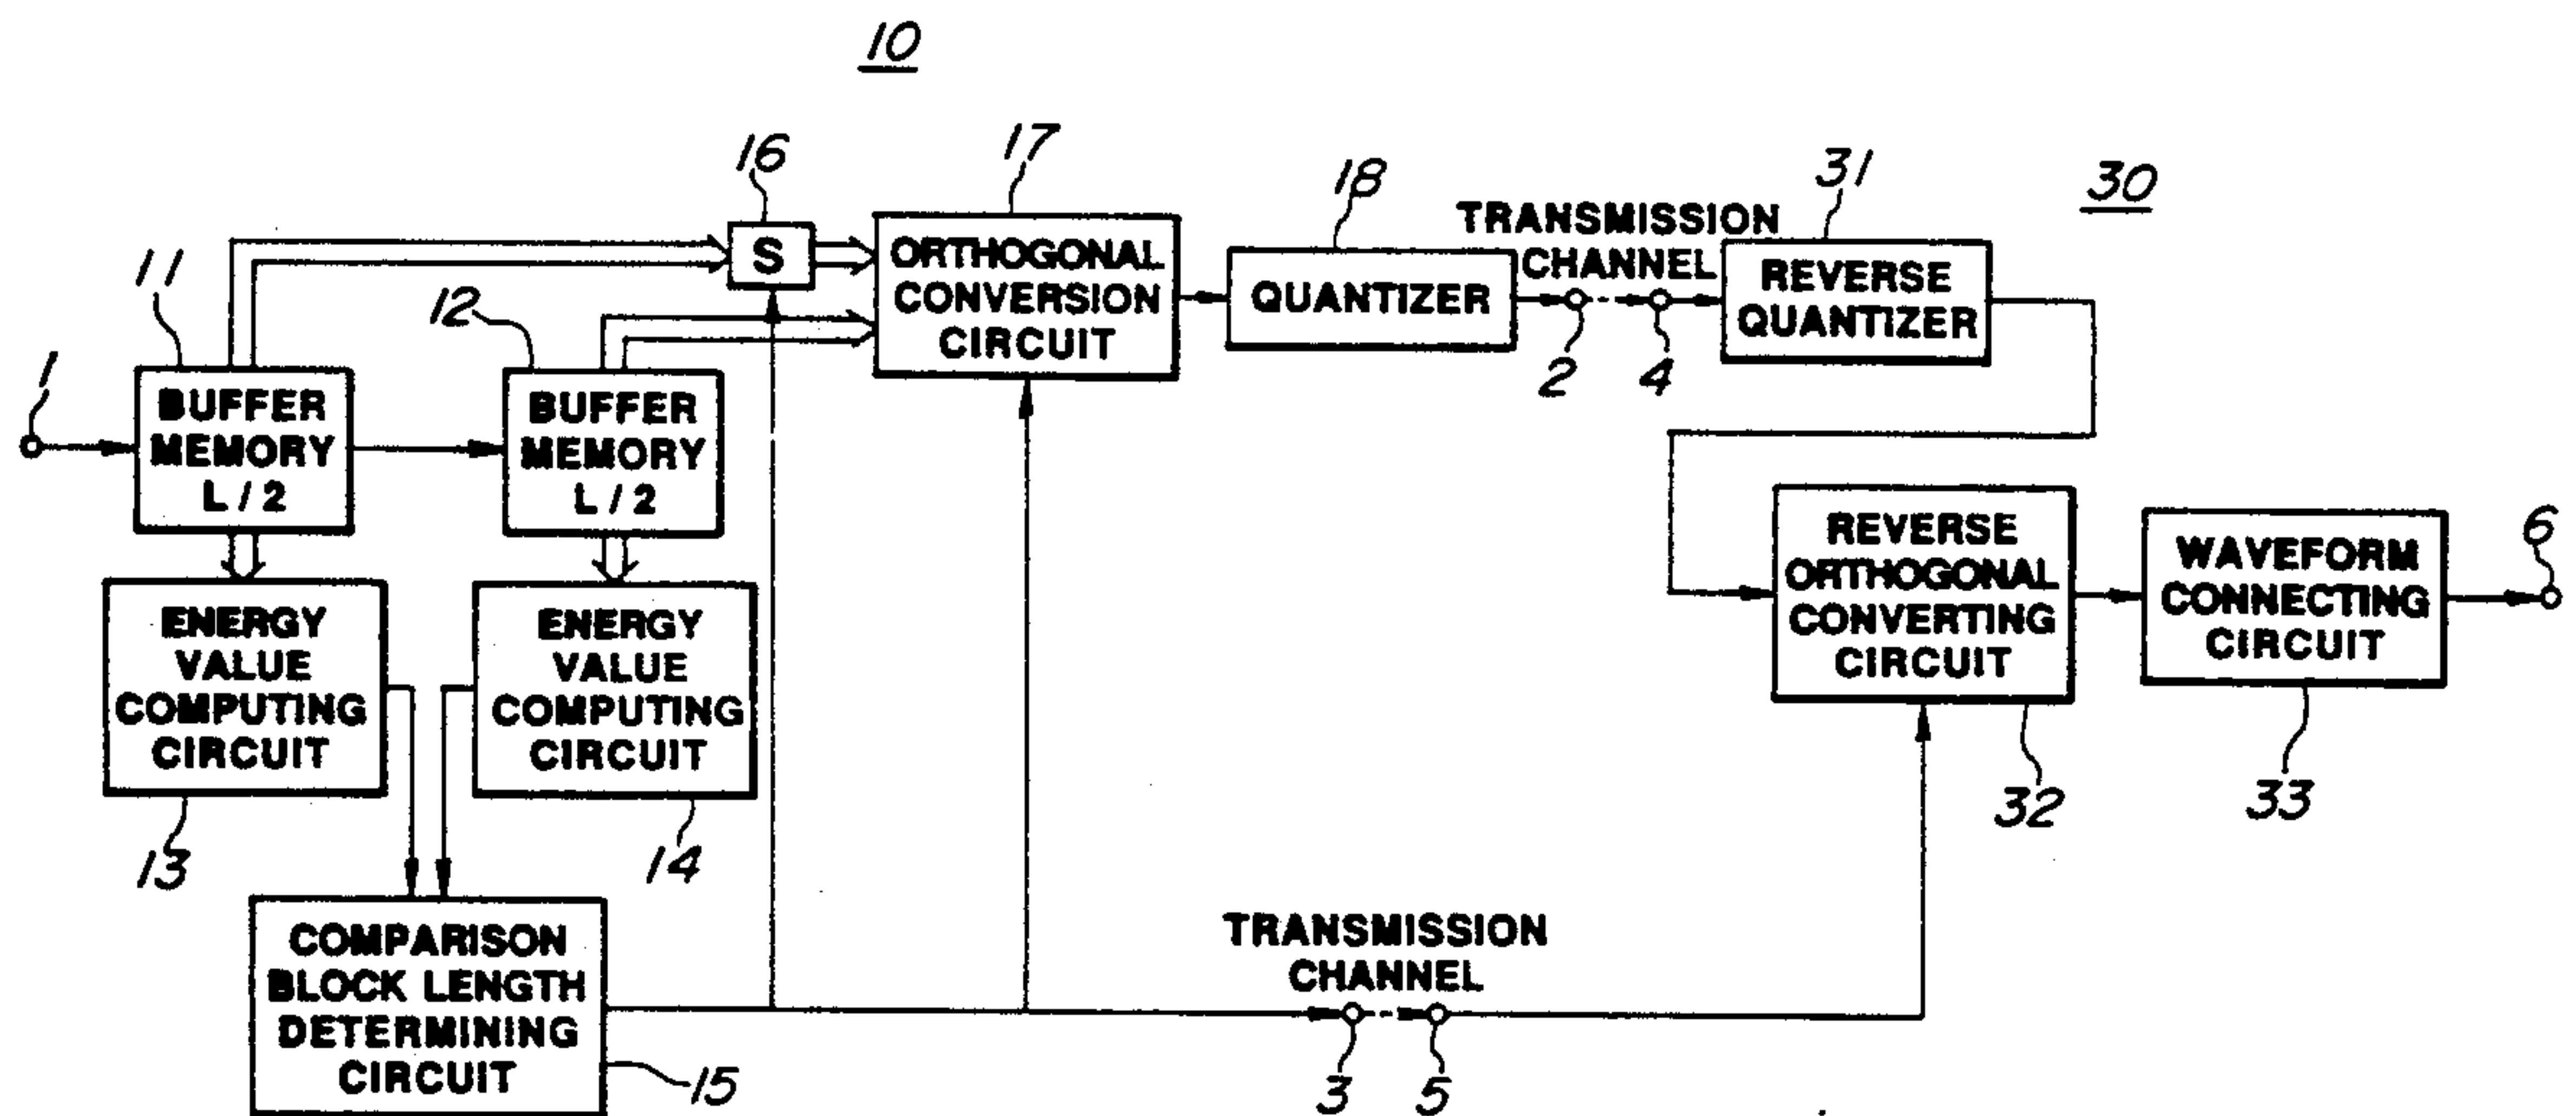 10
16
17
18
TRANSMISSION
CHANNEL
31
30
11
S
ORTHOGONAL
CONVERSION
CIRCUIT
QUANTIZER
REVERSE
QUANTIZER
12
2
4
1
BUFFER
MEMORY
L/2
BUFFER
MEMORY
L/2
REVERSE
ORTHOGONAL
CONVERTING
CIRCUIT
WAVEFORM
CONNECTING
CIRCUIT
6
ENERGY
VALUE
COMPUTING
CIRCUIT
ENERGY
VALUE
COMPUTING
CIRCUIT
32
33
13
14
COMPARISON
BLOCK LENGTH
DETERMINING
CIRCUIT
15
TRANSMISSION
CHANNEL
3
5